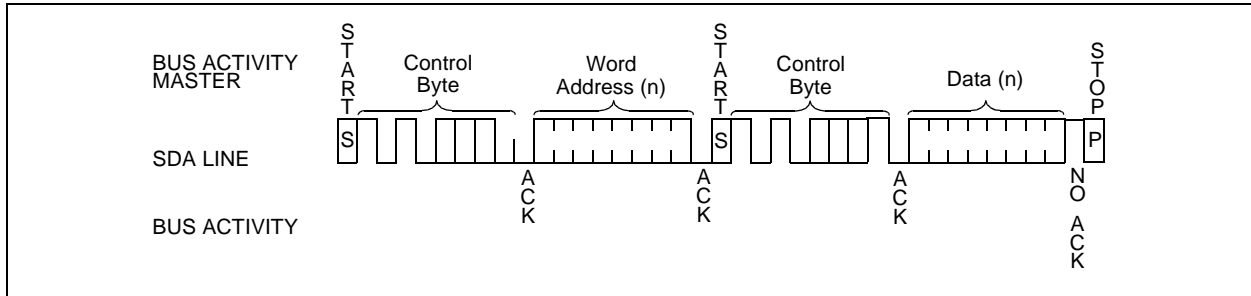 BUS ACTIVITY
MASTER
START
Control
Byte
Word
Address (n)
START
Control
Byte
Data (n)
STOP
S
S
P
SDA LINE
ACK
ACK
ACK
NO ACK
BUS ACTIVITY